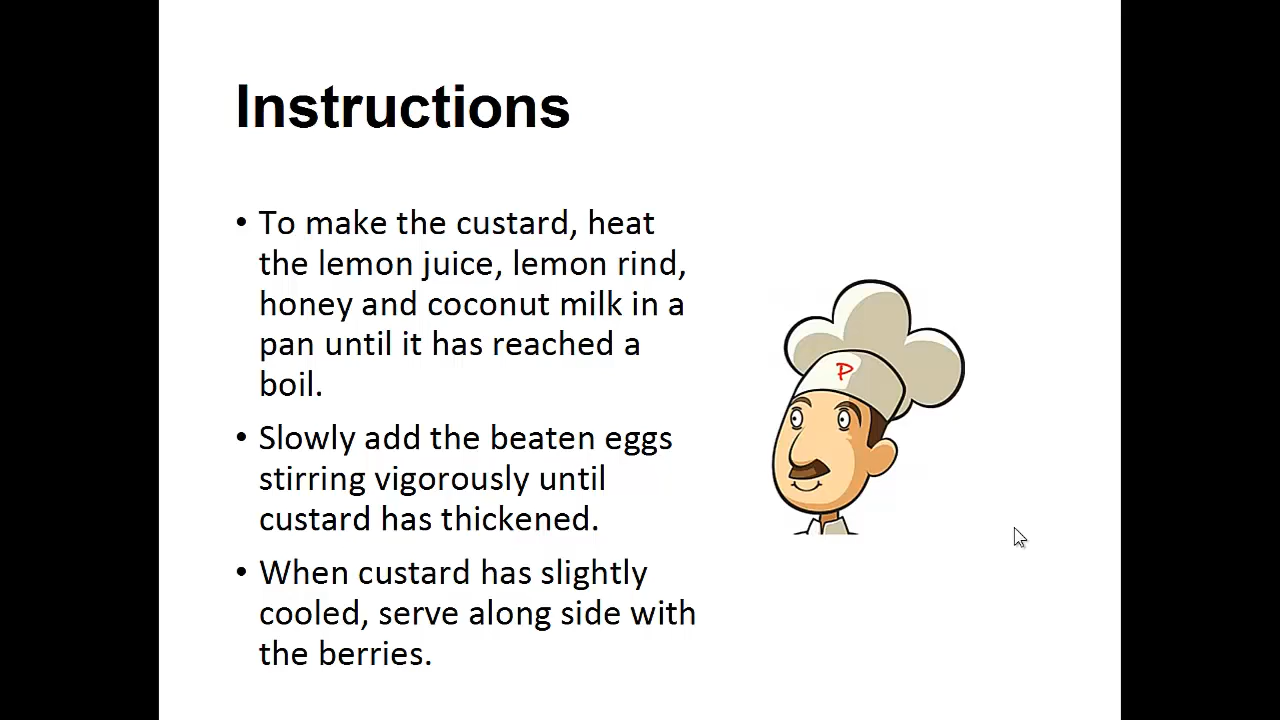 Instructions
• To make the custard, heat
the lemon juice, lemon rind,
honey and coconut milk in a
pan until it has reached a
boil.
• Slowly add the beaten eggs
stirring vigorously until
custard has thickened.
• When custard has slightly
cooled, serve along side with
the berries.
P